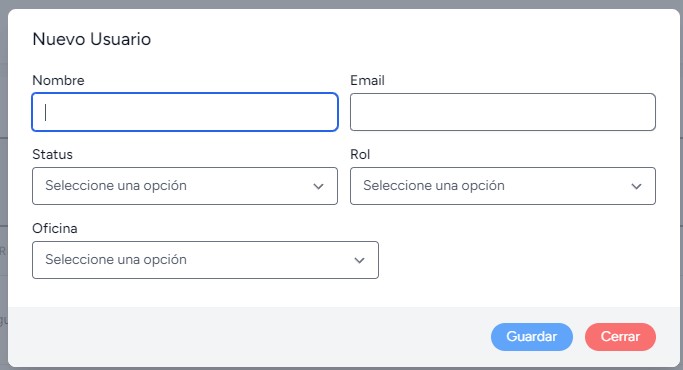 Nuevo Usuario
Nombre Email
Status Rol
Seleccione una opción Seleccione una opción
Oficina
Seleccione una opción
Guardar Cerrar